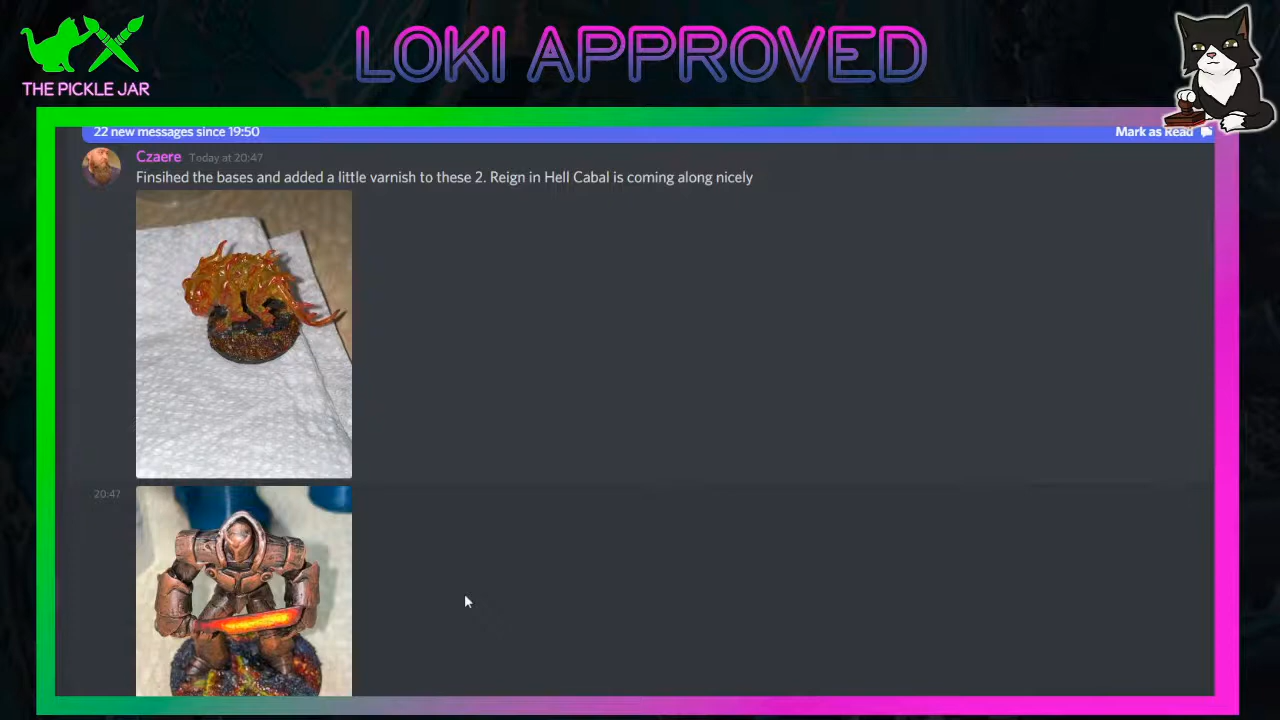 LOKI APPROVED
THE PICKLE JAR
22 new messages since 19:50 Mark as Read
Czaere Today at 20:47
Finsihed the bases and added a little varnish to these 2. Reign in Hell Cabal is coming along nicely
20:47